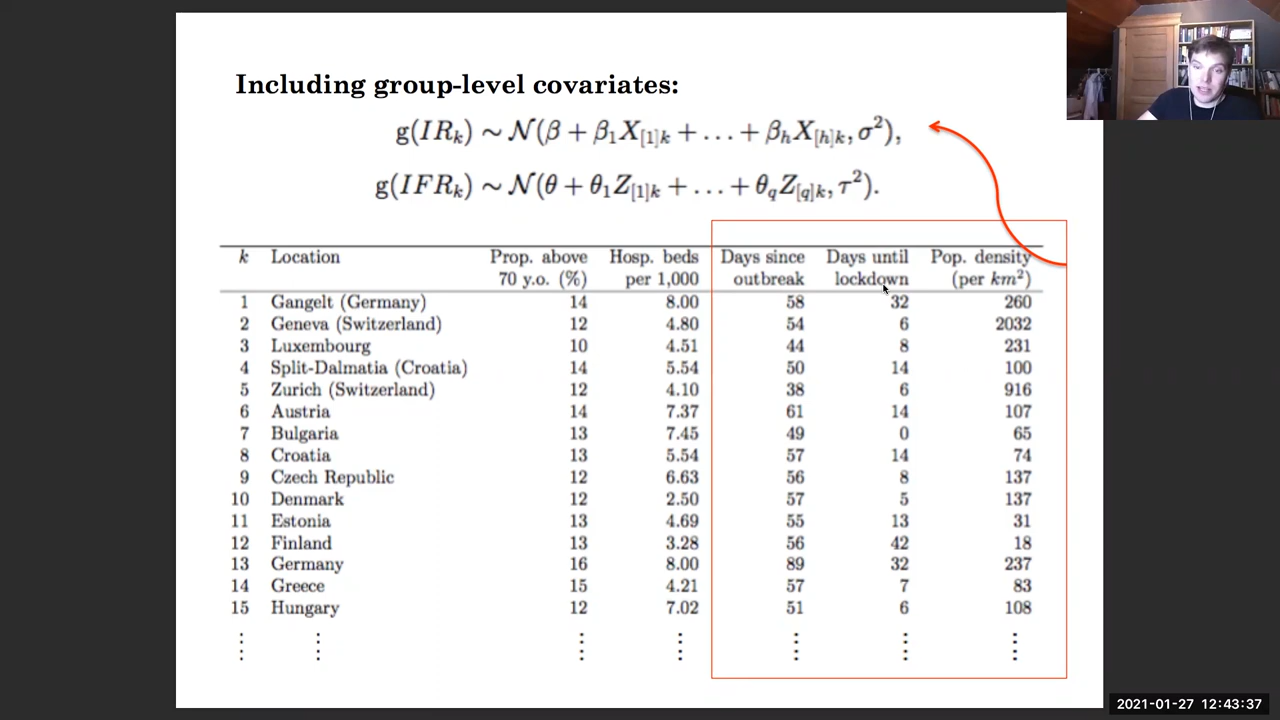 Including group-level covariates:
g(IR_k) ∼ N(β + β_1X_{[1]k} + … + β_hX_{[h]k}, σ^2),
g(IFR_k) ∼ N(θ + θ_1Z_{[1]k} + … + θ_qZ_{[q]k}, τ^2).
k Location Prop. above 70 y.o. (%) Hosp. beds per 1,000 Days since outbreak Days until lockdown Pop. density (per km^2)
1 Gangelt (Germany) 14 8.00 58 32 260
2 Geneva (Switzerland) 12 4.80 54 6 2032
3 Luxembourg 10 4.51 44 8 231
4 Split-Dalmatia (Croatia) 14 5.54 50 14 100
5 Zurich (Switzerland) 12 4.10 38 6 916
6 Austria 14 7.37 61 14 107
7 Bulgaria 13 7.45 49 0 65
8 Croatia 13 5.54 57 14 74
9 Czech Republic 12 6.63 56 8 137
10 Denmark 12 2.50 57 5 137
11 Estonia 13 4.69 55 13 31
12 Finland 13 3.28 56 42 18
13 Germany 16 8.00 89 32 237
14 Greece 15 4.21 57 7 83
15 Hungary 12 7.02 51 6 108
⋮ ⋮ ⋮ ⋮ ⋮ ⋮ ⋮
2021-01-27 12:43:37